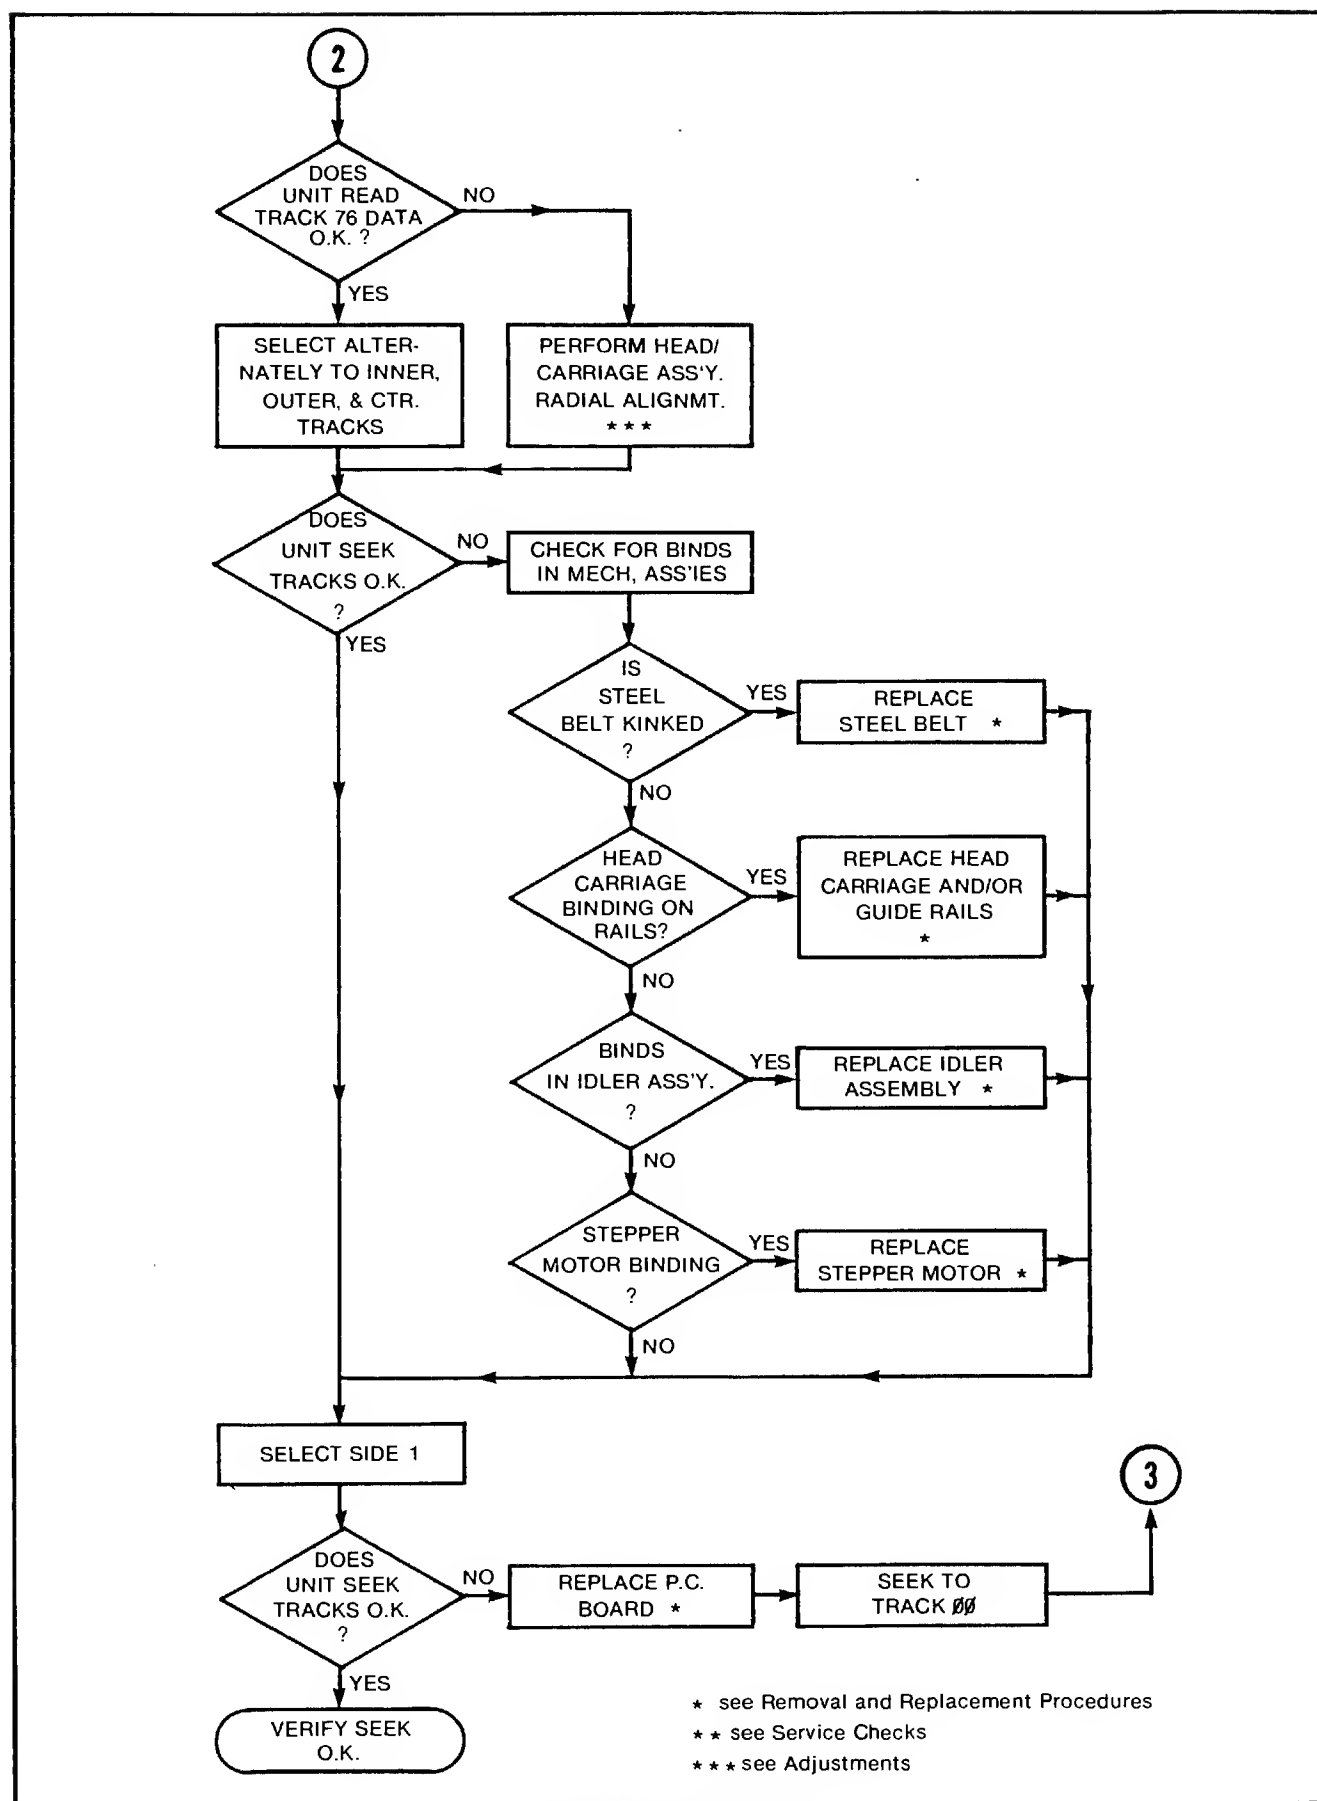 2
DOES
UNIT READ
TRACK 76 DATA
O.K. ?
NO
YES
SELECT ALTER-
NATELY TO INNER,
OUTER, & CTR.
TRACKS
PERFORM HEAD/
CARRIAGE ASS'Y.
RADIAL ALIGNMT.
* * *
DOES
UNIT SEEK
TRACKS O.K.
?
NO
YES
CHECK FOR BINDS
IN MECH, ASS'IES
IS
STEEL
BELT KINKED
?
YES
REPLACE
STEEL BELT *
NO
HEAD
CARRIAGE
BINDING ON
RAILS?
YES
REPLACE HEAD
CARRIAGE AND/OR
GUIDE RAILS
*
NO
BINDS
IN IDLER ASS'Y.
?
YES
REPLACE IDLER
ASSEMBLY *
NO
STEPPER
MOTOR BINDING
?
YES
REPLACE
STEPPER MOTOR *
NO
SELECT SIDE 1
DOES
UNIT SEEK
TRACKS O.K.
?
NO
REPLACE P.C.
BOARD *
SEEK TO
TRACK ØØ
3
YES
VERIFY SEEK
O.K.
* see Removal and Replacement Procedures
* * see Service Checks
* * * see Adjustments